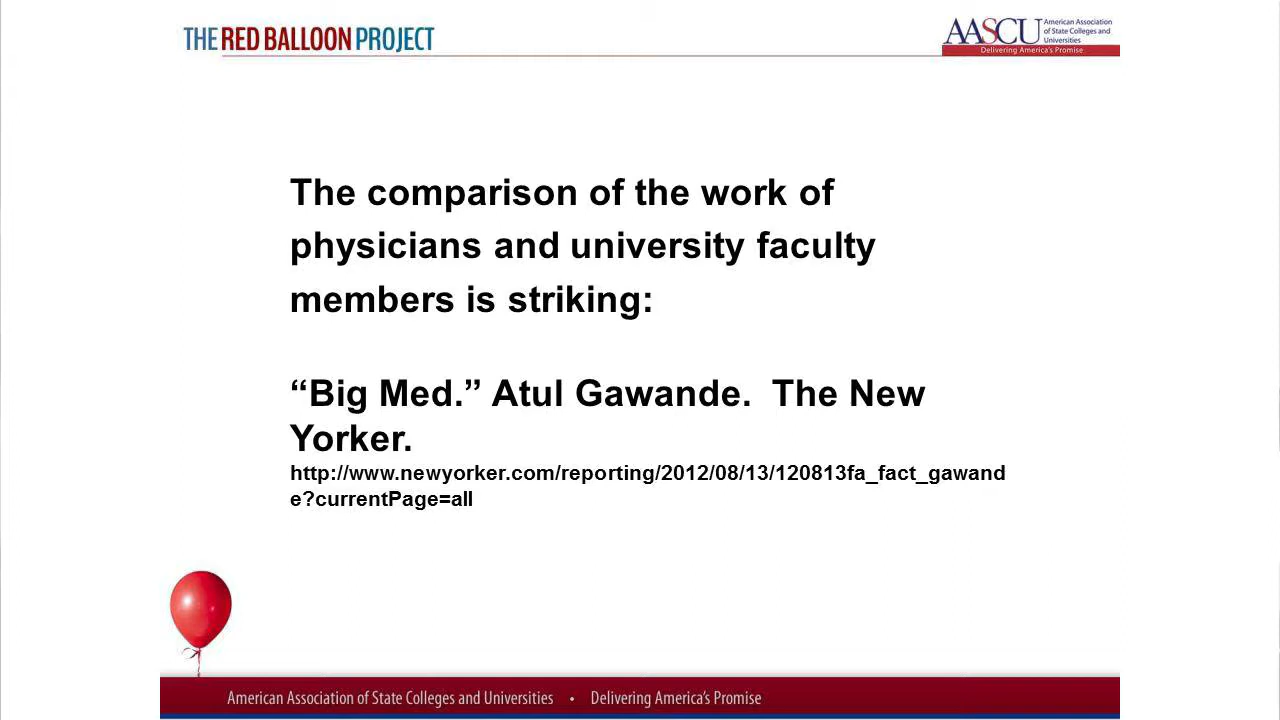 THE RED BALLOON PROJECT
AASCU American Association
of State Colleges and
Universities
Delivering America's Promise
The comparison of the work of
physicians and university faculty
members is striking:
“Big Med.” Atul Gawande.  The New
Yorker.
http://www.newyorker.com/reporting/2012/08/13/120813fa_fact_gawand
e?currentPage=all
American Association of State Colleges and Universities • Delivering America's Promise